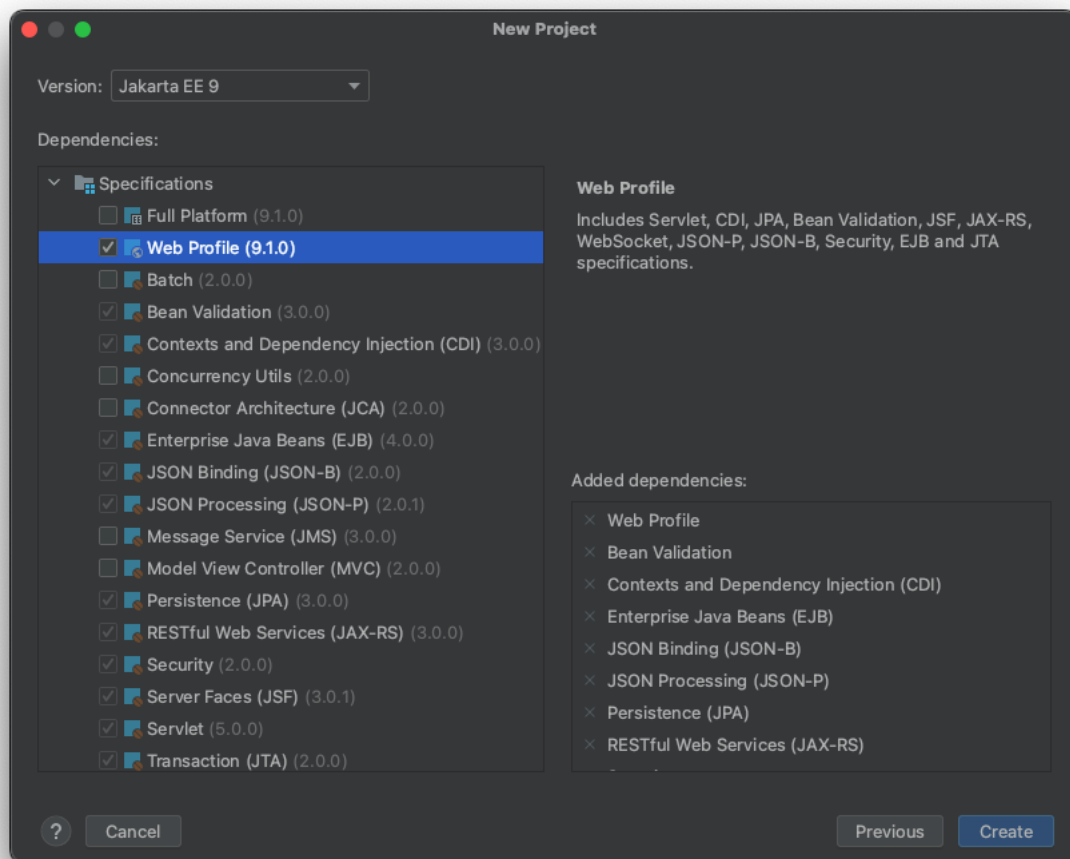 New Project
Version:
Jakarta EE 9
Dependencies:
Specifications
Full Platform (9.1.0)
Web Profile (9.1.0)
Batch (2.0.0)
Bean Validation (3.0.0)
Contexts and Dependency Injection (CDI) (3.0.0)
Concurrency Utils (2.0.0)
Connector Architecture (JCA) (2.0.0)
Enterprise Java Beans (EJB) (4.0.0)
JSON Binding (JSON-B) (2.0.0)
JSON Processing (JSON-P) (2.0.1)
Message Service (JMS) (3.0.0)
Model View Controller (MVC) (2.0.0)
Persistence (JPA) (3.0.0)
RESTful Web Services (JAX-RS) (3.0.0)
Security (2.0.0)
Server Faces (JSF) (3.0.1)
Servlet (5.0.0)
Transaction (JTA) (2.0.0)
Web Profile
Includes Servlet, CDI, JPA, Bean Validation, JSF, JAX-RS,
WebSocket, JSON-P, JSON-B, Security, EJB and JTA
specifications.
Added dependencies:
Web Profile
Bean Validation
Contexts and Dependency Injection (CDI)
Enterprise Java Beans (EJB)
JSON Binding (JSON-B)
JSON Processing (JSON-P)
Persistence (JPA)
RESTful Web Services (JAX-RS)
?
Cancel
Previous
Create